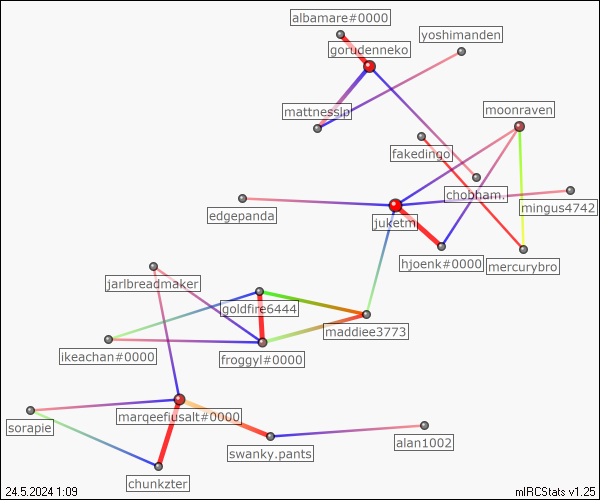 albamare#0000
yoshimanden
gorudenneko
mattnesslp
moonraven
fakedingo
chobham.
mingus4742
edgepanda
juketm
hjoenk#0000
mercurybro
jarlbreadmaker
goldfire6444
maddiee3773
ikeachan#0000
froggyl#0000
marqeefiusalt#0000
sorapie
alan1002
swanky.pants
chunkzter
24.5.2024 1:09
mIRCStats v1.25